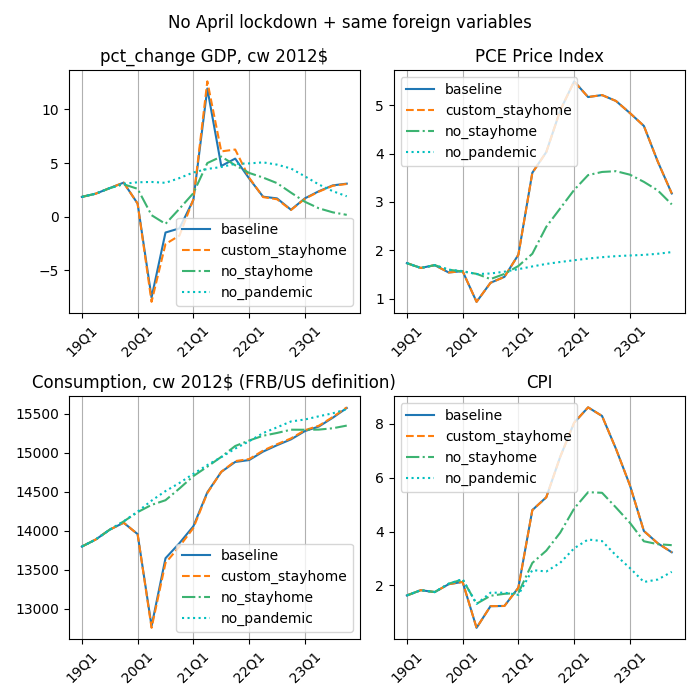 No April lockdown + same foreign variables
pct_change GDP, cw 2012$
10
5
0
−5
19Q1
20Q1
21Q1
22Q1
23Q1
baseline
custom_stayhome
no_stayhome
no_pandemic
PCE Price Index
5
4
3
2
1
19Q1
20Q1
21Q1
22Q1
23Q1
baseline
custom_stayhome
no_stayhome
no_pandemic
Consumption, cw 2012$ (FRB/US definition)
15500
15000
14500
14000
13500
13000
19Q1
20Q1
21Q1
22Q1
23Q1
baseline
custom_stayhome
no_stayhome
no_pandemic
CPI
8
6
4
2
19Q1
20Q1
21Q1
22Q1
23Q1
baseline
custom_stayhome
no_stayhome
no_pandemic